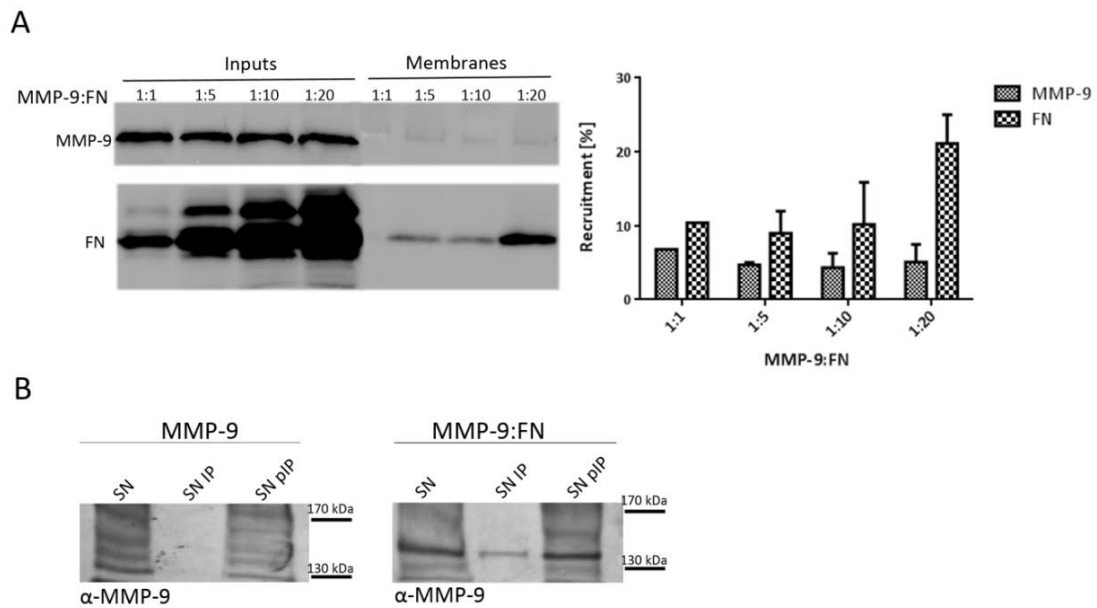 A
Inputs Membranes
MMP-9:FN 1:1 1:5 1:10 1:20 1:1 1:5 1:10 1:20
MMP-9
FN
30
20
10
0
Recruitment [%]
1:1 1:5 1:10 1:20
MMP-9:FN
MMP-9
FN
B
MMP-9
SN SN IP SN pIP
170 kDa
130 kDa
α-MMP-9
MMP-9:FN
SN SN IP SN pIP
170 kDa
130 kDa
α-MMP-9